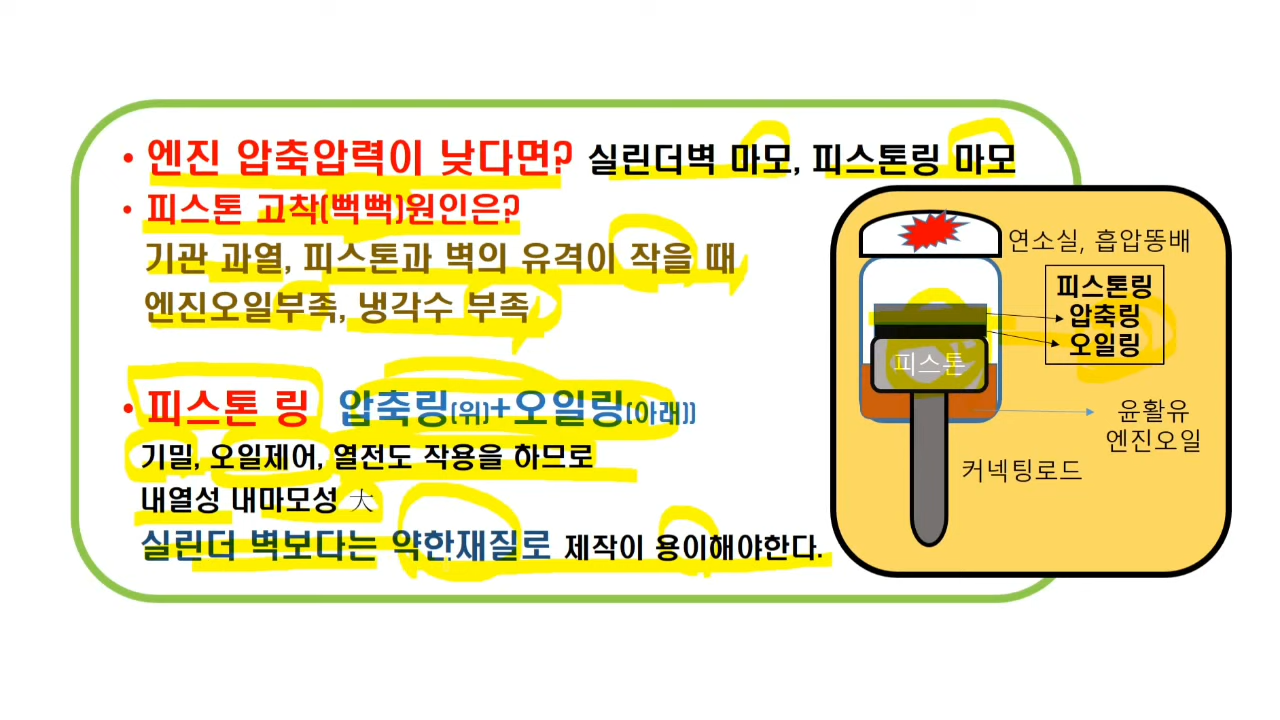 • 엔진 압축압력이 낮다면? 실린더벽 마모, 피스톤링 마모
• 피스톤 고착(뻑뻑)원인은?
기관 과열, 피스톤과 벽의 유격이 작을 때
엔진오일부족, 냉각수 부족
• 피스톤 링 압축링(위)+오일링(아래))
기밀, 오일제어, 열전도 작용을 하므로
내열성 내마모성 大
실린더 벽보다는 약한재질로 제작이 용이해야한다.
연소실, 흡압똥배
피스톤링
압축링
오일링
피스톤
윤활유
엔진오일
커넥팅로드